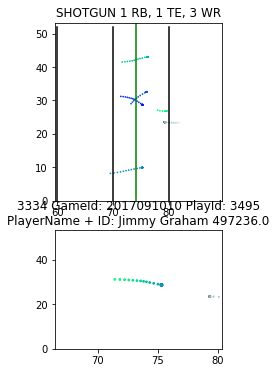 SHOTGUN 1 RB, 1 TE, 3 WR
50
40
30
20
10
0
60 70 80
3334 GameId: 2017091010 PlayId: 3495
PlayerName + ID: Jimmy Graham 497236.0
40
20
0
70 75 80